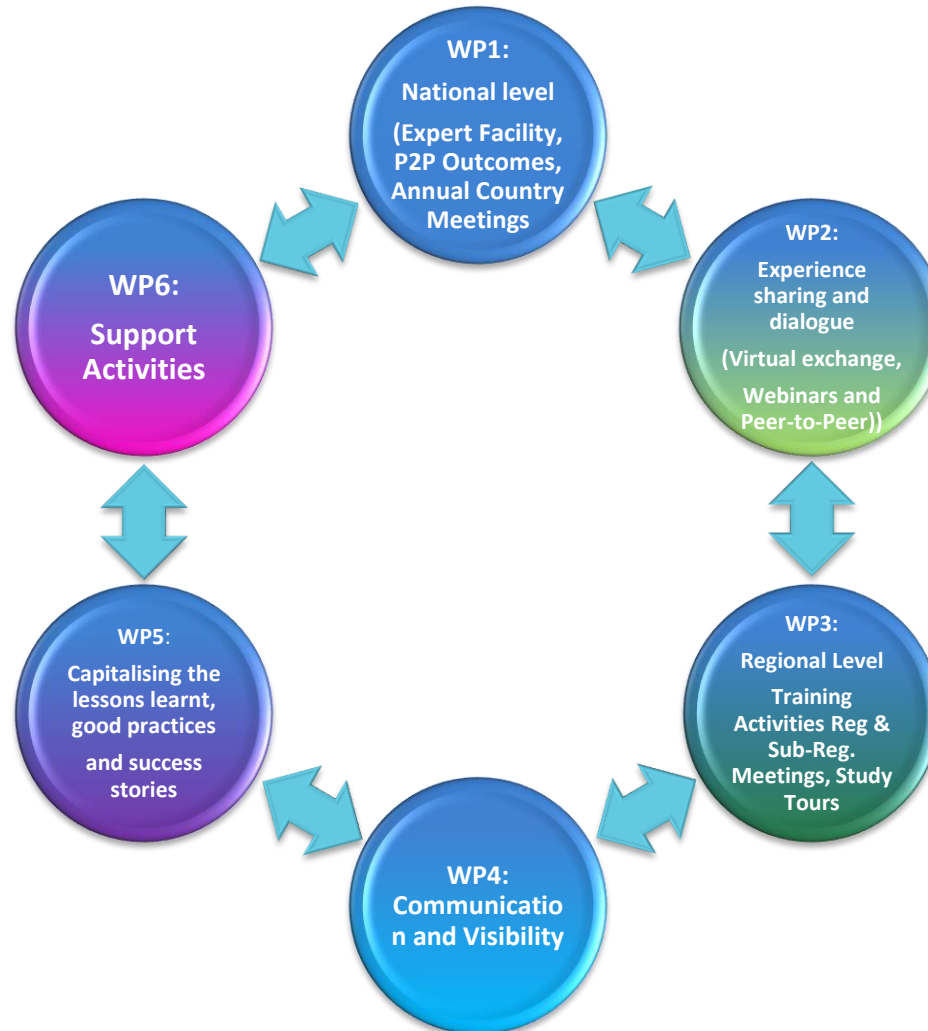 WP1:
National level
(Expert Facility,
P2P Outcomes,
Annual Country
Meetings
WP2:
Experience
sharing and
dialogue
(Virtual exchange,
Webinars and
Peer-to-Peer))
WP3:
Regional Level
Training
Activities Reg &
Sub-Reg.
Meetings, Study
Tours
WP4:
Communicatio
n and Visibility
WP5:
Capitalising the
lessons learnt,
good practices
and success
stories
WP6:
Support
Activities